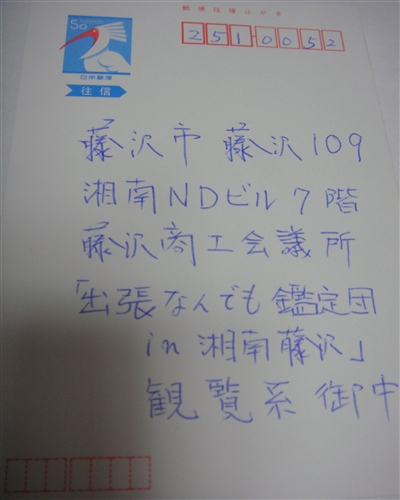 郵便往復はがき
50
日本郵便
往信
2510052
藤沢市 藤沢109
湘南NDビル7階
藤沢商工会議所
「出張なんでも鑑定団
in 湘南藤沢」
観覧系 御中